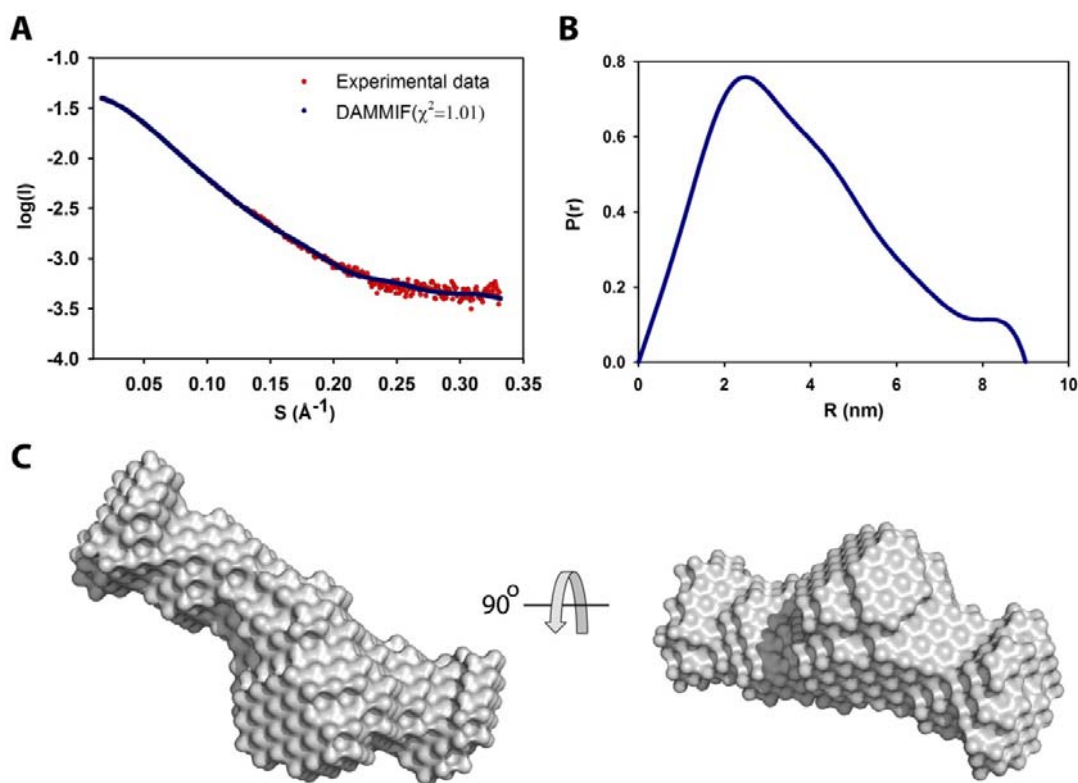 A
-1.0
-1.5
-2.0
-2.5
-3.0
-3.5
-4.0
log(I)
Experimental data
DAMMIF(χ²=1.01)
0.05 0.10 0.15 0.20 0.25 0.30 0.35
S (Å⁻¹)
B
0.8
0.6
0.4
0.2
0.0
P(r)
0 2 4 6 8 10
R (nm)
C
90°